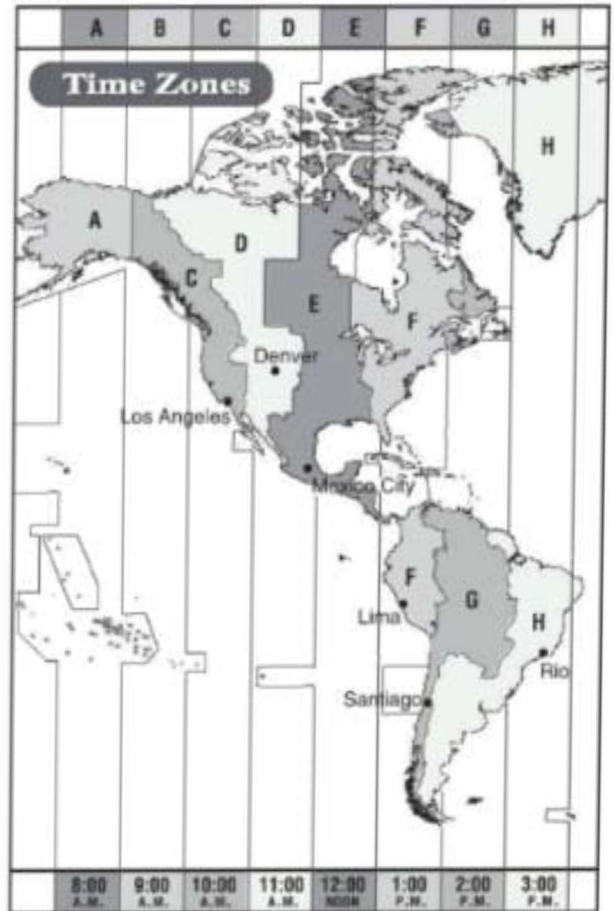 A B C D E F G H
Time Zones
H
A
D
C
E
F
Denver
Los Angeles
Mexico City
F
G
Lima
H
Rio
Santiago
8:00 9:00 10:00 11:00 12:00 1:00 2:00 3:00
A.M. A.M. A.M. A.M. NOON P.M. P.M. P.M.